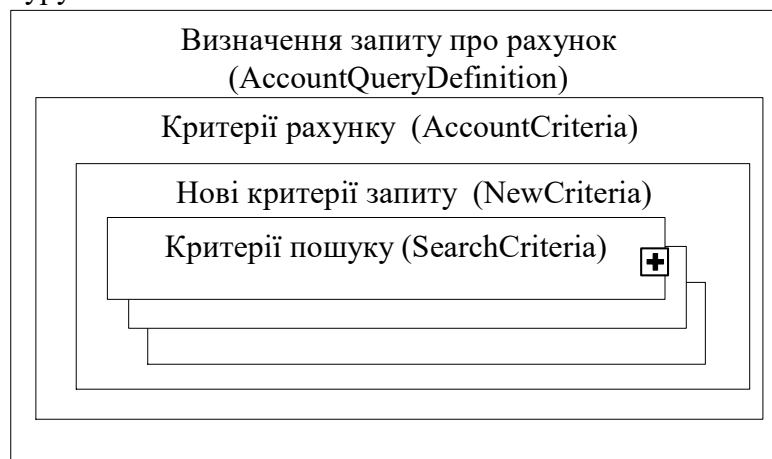 Визначення запиту про рахунок
(AccountQueryDefinition)
Критерії рахунку (AccountCriteria)
Нові критерії запиту (NewCriteria)
Критерії пошуку (SearchCriteria)